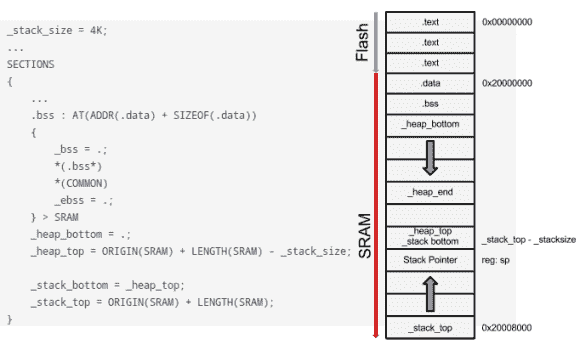 _stack_size = 4K;
...
SECTIONS
{
...
.bss : AT(ADDR(.data) + SIZEOF(.data))
{
_bss = .;
*(.bss*)
*(COMMON)
_ebss = .;
} > SRAM
_heap_bottom = .;
_heap_top = ORIGIN(SRAM) + LENGTH(SRAM) - _stack_size;
_stack_bottom = _heap_top;
_stack_top = ORIGIN(SRAM) + LENGTH(SRAM);
}
Flash
SRAM
.text 0x00000000
.text
.text
.data 0x20000000
.bss
_heap_bottom
_heap_end
_heap_top
_stack bottom _stack_top - _stacksize
Stack Pointer reg: sp
_stack_top 0x20008000